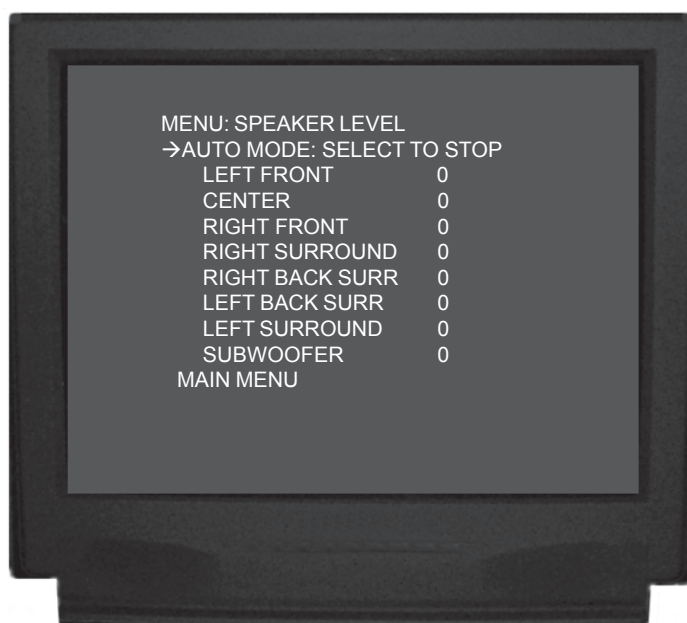 MENU: SPEAKER LEVEL
→AUTO MODE: SELECT TO STOP
LEFT FRONT 0
CENTER 0
RIGHT FRONT 0
RIGHT SURROUND 0
RIGHT BACK SURR 0
LEFT BACK SURR 0
LEFT SURROUND 0
SUBWOOFER 0
MAIN MENU